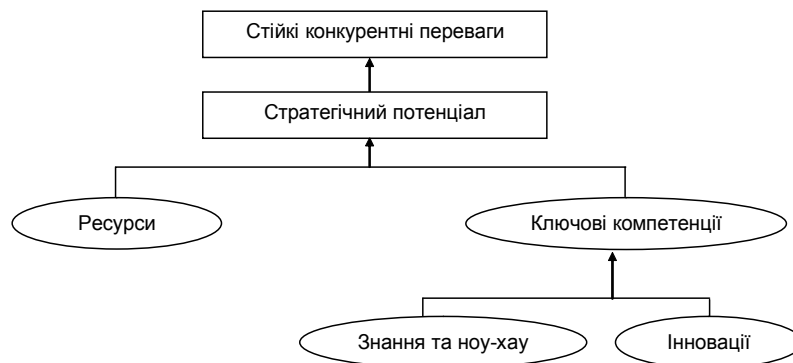 Стійкі конкурентні переваги
Стратегічний потенціал
Ресурси
Ключові компетенції
Знання та ноу-хау
Інновації